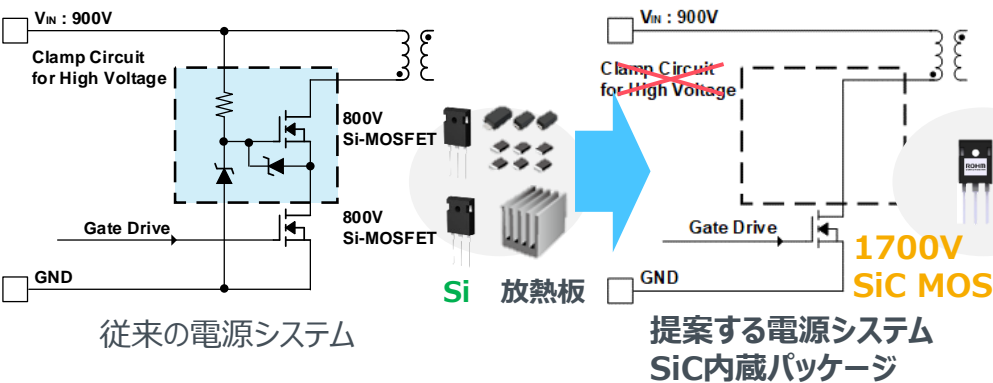 VIN : 900V
Clamp Circuit
for High Voltage
800V
Si-MOSFET
800V
Si-MOSFET
Gate Drive
GND
Si
放熱板
従来の電源システム
VIN : 900V
Clamp Circuit
for High Voltage
ROHM
Gate Drive
1700V
SiC MOS
GND
提案する電源システム
SiC内蔵パッケージ